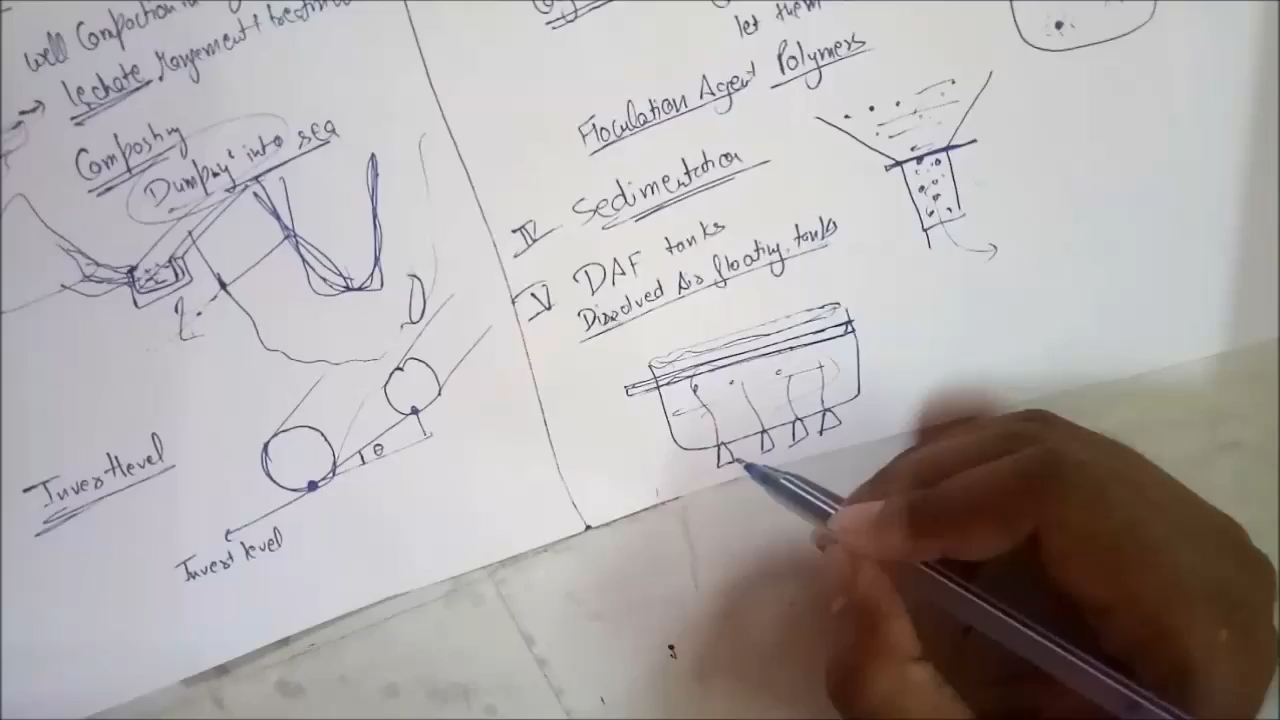 well Compaction
→ Lechate Mangement &
Composting
Dumping into sea
L
D
θ
Invert level
Invert level
let them
Floculation Agent Polymers
IV Sedimentation
V DAF tanks
Dissolved Air floating tanks